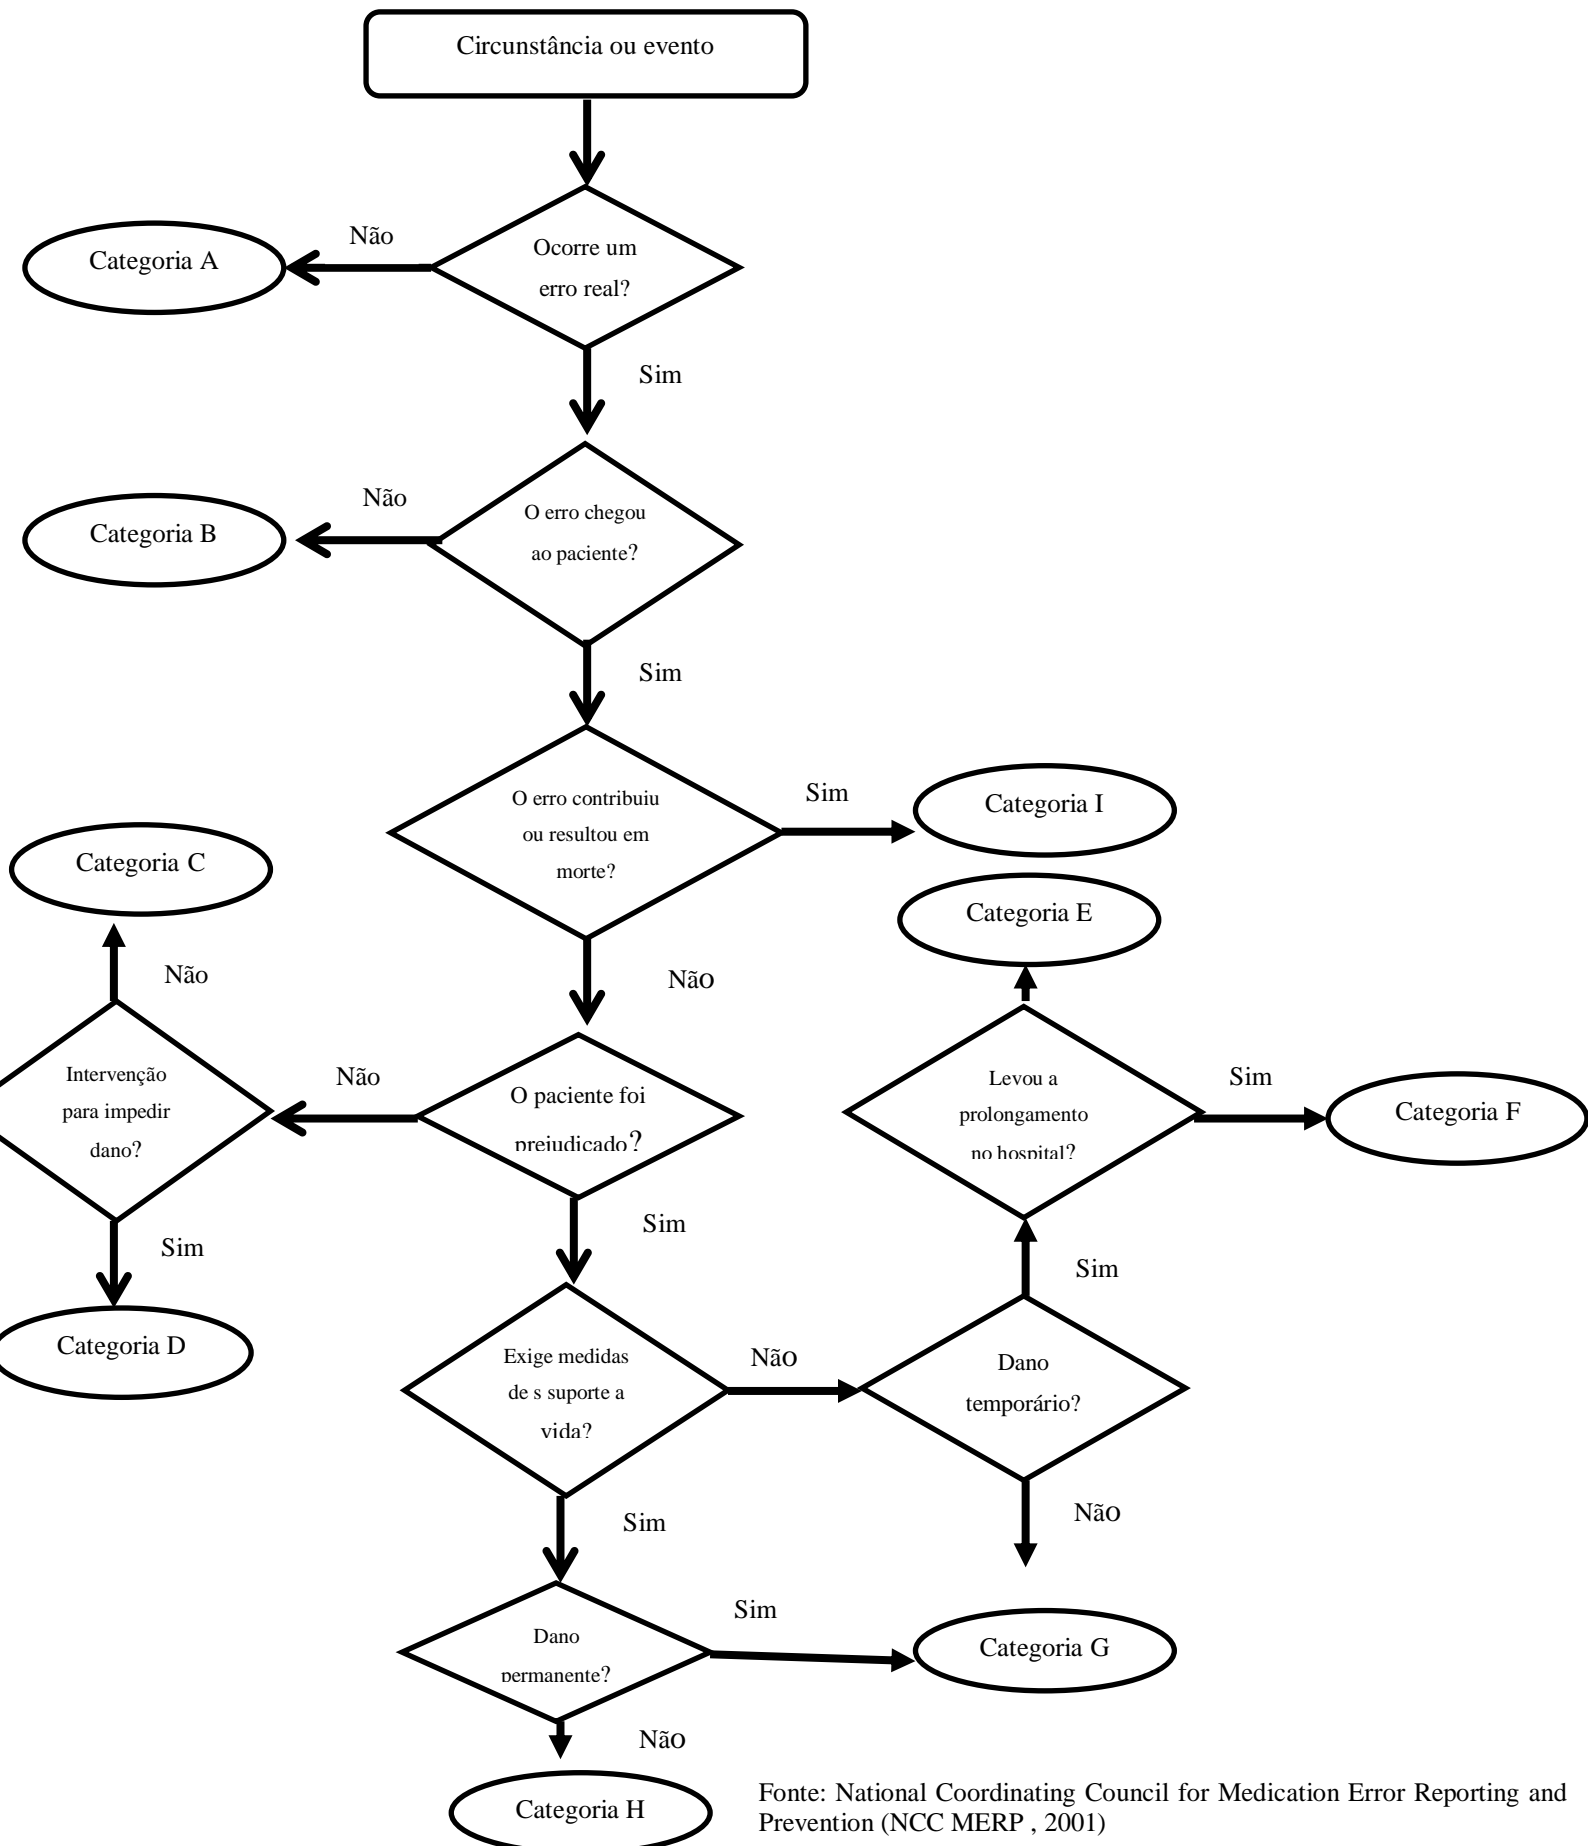 Circunstância ou evento
Não
Categoria A
Ocorre um
erro real?
Sim
Não
Categoria B
O erro chegou
ao paciente?
Sim
O erro contribuiu
ou resultou em
morte?
Sim
Categoria I
Categoria C
Categoria E
Não
Não
Intervenção
para impedir
dano?
Não
O paciente foi
prejudicado?
Levou a
prolongamento
no hospital?
Sim
Categoria F
Sim
Categoria D
Sim
Sim
Exige medidas
de s suporte a
vida?
Não
Dano
temporário?
Sim
Não
Dano
permanente?
Sim
Categoria G
Não
Categoria H
Fonte: National Coordinating Council for Medication Error Reporting and
Prevention (NCC MERP , 2001)